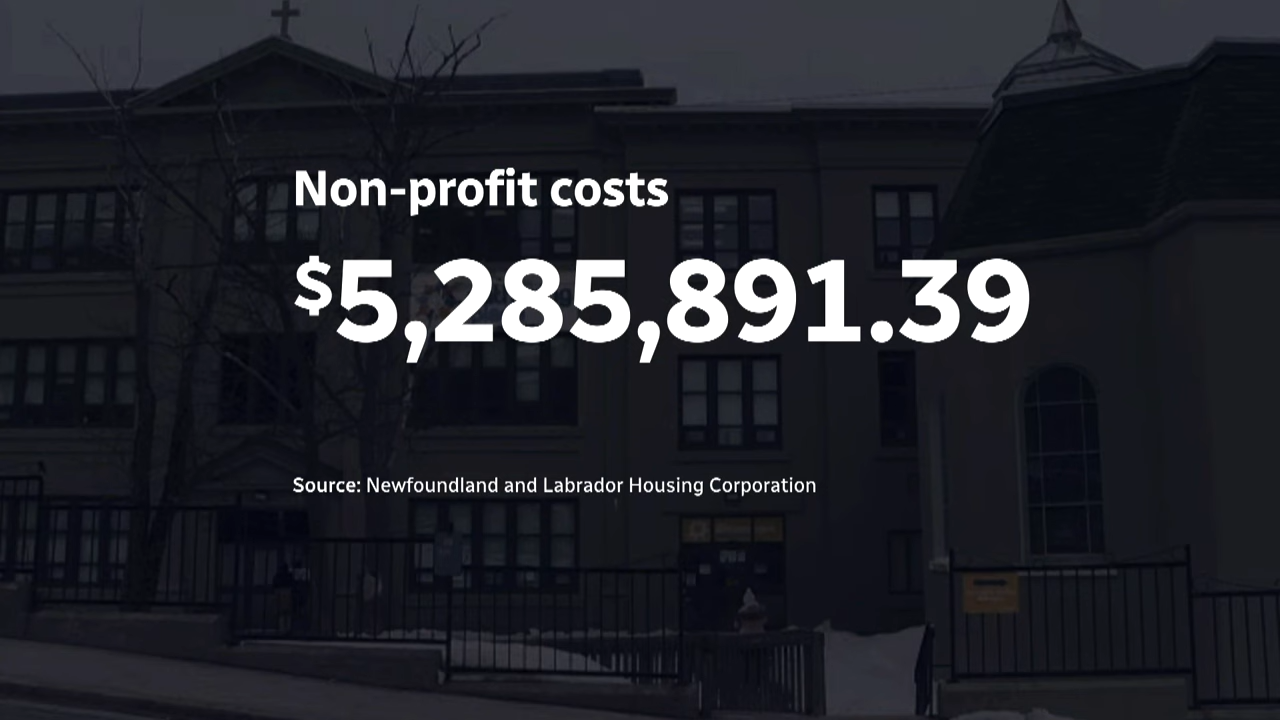 Non-profit costs
$5,285,891.39
Source: Newfoundland and Labrador Housing Corporation